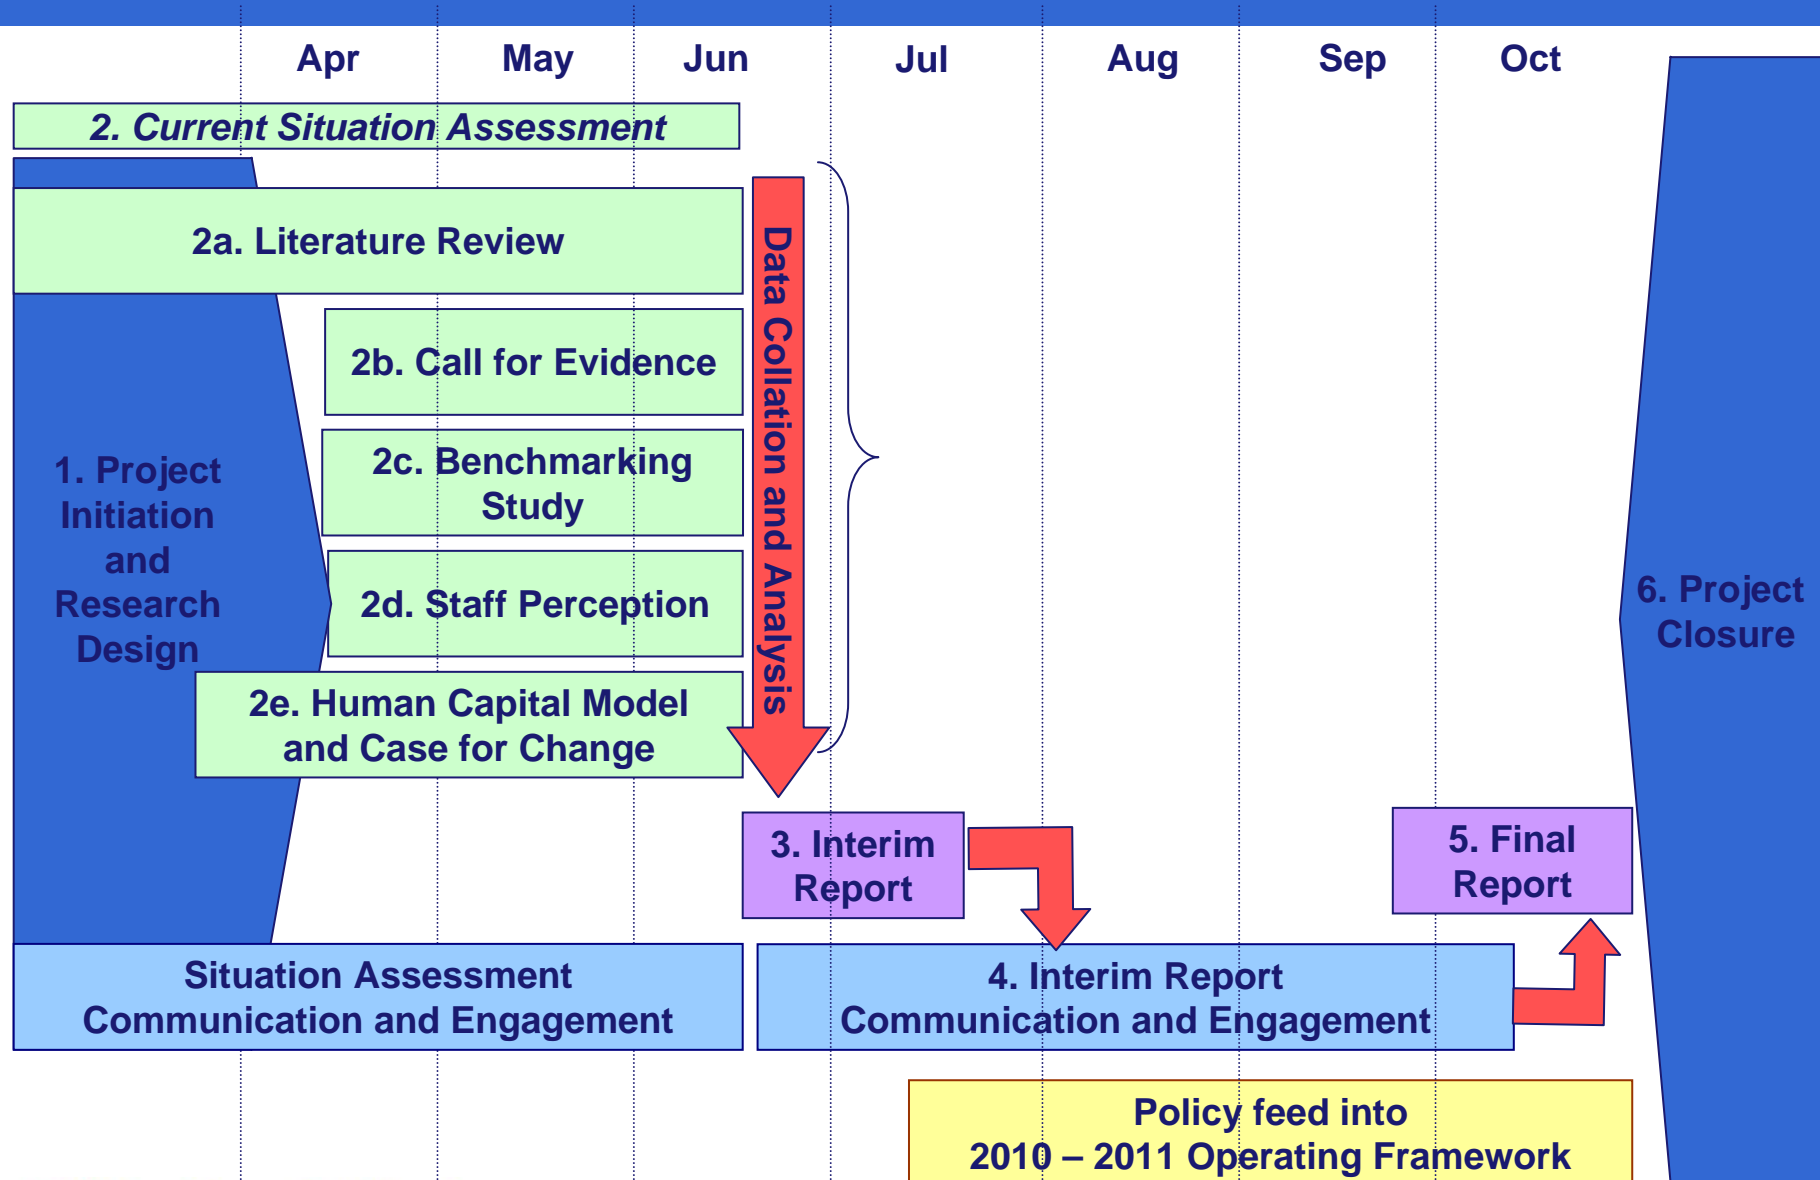 Apr May Jun Jul Aug Sep Oct
2. Current Situation Assessment
2a. Literature Review
2b. Call for Evidence
2c. Benchmarking
Study
2d. Staff Perception
2e. Human Capital Model
and Case for Change
Data Collation and Analysis
1. Project
Initiation
and
Research
Design
6. Project
Closure
3. Interim
Report
5. Final
Report
Situation Assessment
Communication and Engagement
4. Interim Report
Communication and Engagement
Policy feed into
2010 – 2011 Operating Framework